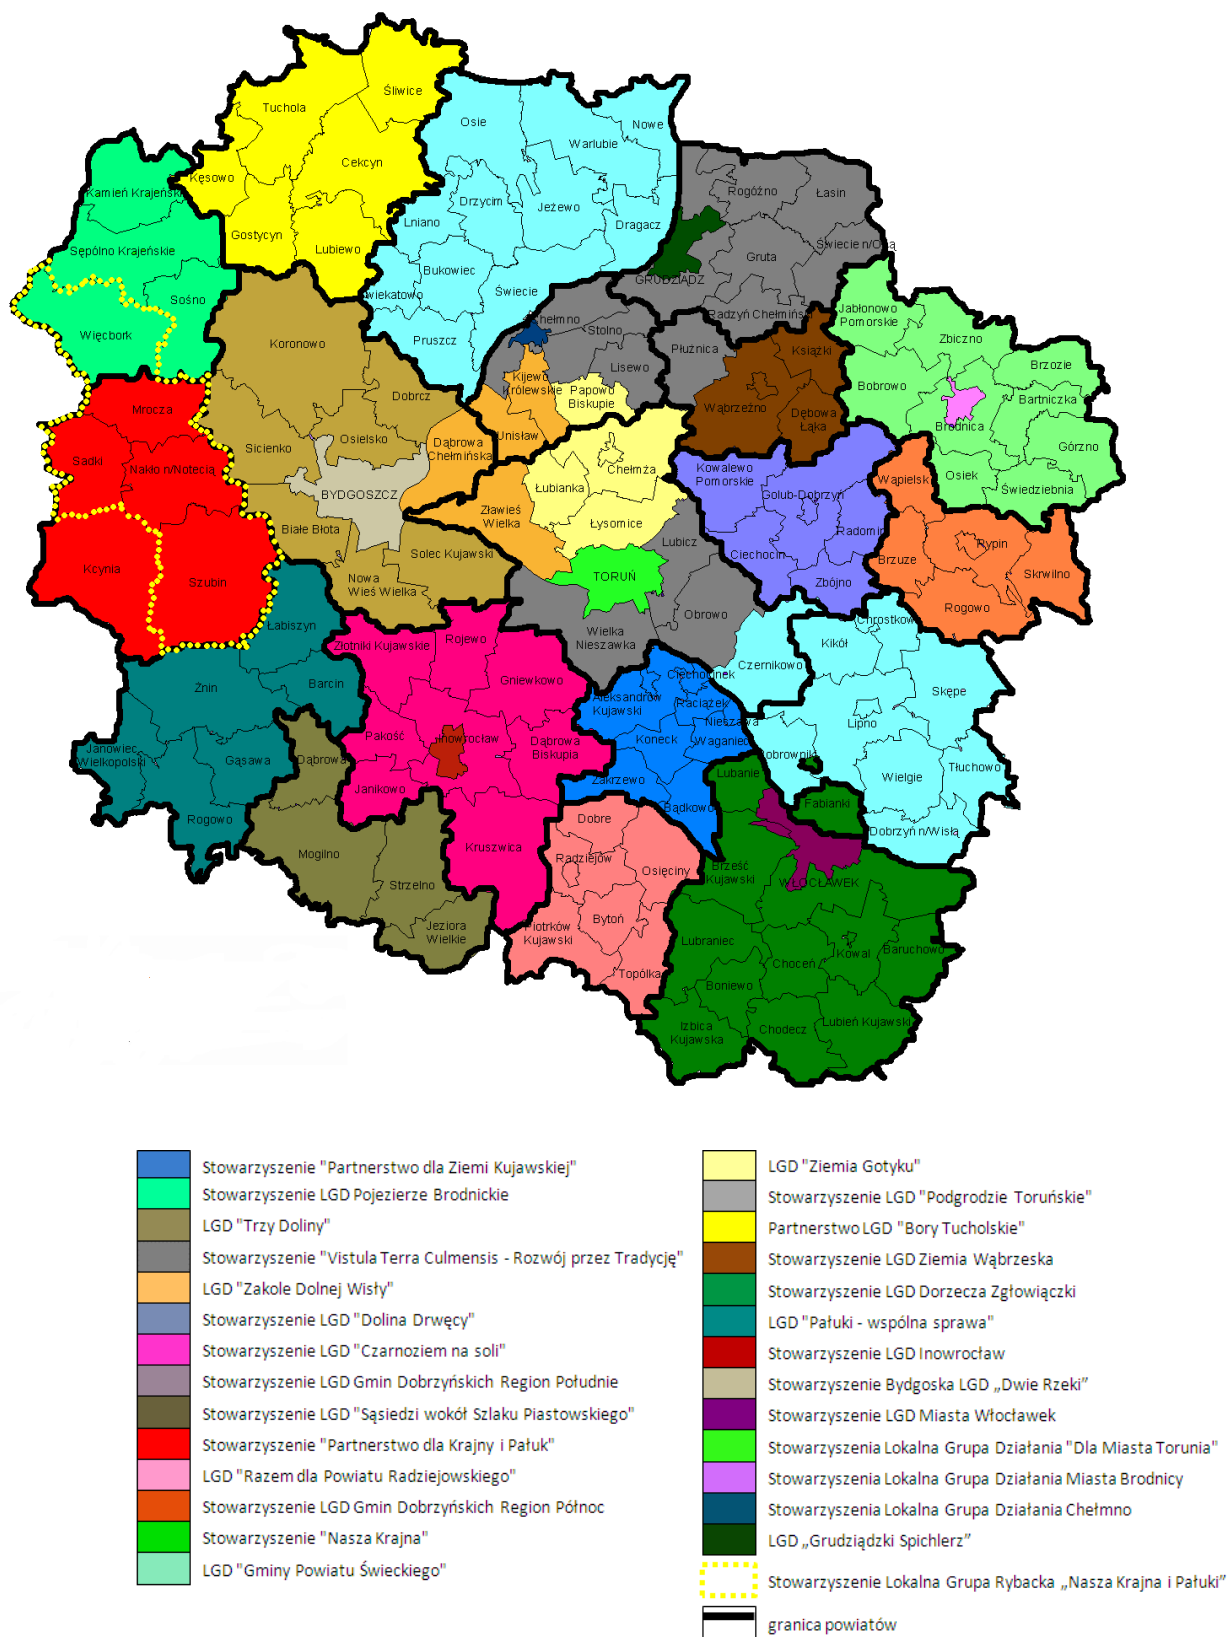 Śliwice
Tuchola
Osie
Nowe
Warlubie
Cekcyn
Kęsowo
Rogóźno
Łasin
Kamień Krajeński
Drzycim
Jeżewo
Lniano
Dragacz
Gostycyn
Lubiewo
Sępólno Krajeńskie
Świecie n/Osą
Gruta
Bukowiec
GRUDZIĄDZ
Sośno
Świecie
wiekatowo
Jabłonowo
Pomorskie
Radzyń Chełmiński
Chełmno
Stolno
Więcbork
Pruszcz
Koronowo
Zbiczno
Płużnica
Książki
Lisewo
Brzozie
Kijewo
Królewskie
Papowo
Biskupie
Bobrowo
Dobrcz
Bartniczka
Mrocza
Wąbrzeźno
Dębowa
Łąka
Brodnica
Unisław
Osielsko
Sicienko
Dąbrowa
Chełmińska
Górzno
Sadki
Nakło n/Notecią
Chełmża
Kowalewo
Pomorskie
Wąpielsk
Osiek
Świedziebnia
Łubianka
BYDGOSZCZ
Golub-Dobrzyń
Zławieś
Wielka
Łysomice
Białe Błota
Radomin
Lubicz
Rypin
Solec Kujawski
Ciechocin
Brzuze
Skrwilno
Kcynia
Szubin
Nowa
Wieś Wielka
TORUŃ
Zbójno
Rogowo
Obrowo
Łabiszyn
Chrostkowo
Wielka
Nieszawka
Złotniki Kujawskie
Rojewo
Kikół
Czernikowo
Ciechocinek
Gniewkowo
Żnin
Barcin
Skępe
Aleksandrów
Kujawski
Raciążek
Nieszawa
Lipno
Pakość
Inowrocław
Koneck
Waganiec
Dąbrowa
Biskupia
Janowiec
Wielkopolski
Gąsawa
Dąbrowa
Dobrowniki
Tłuchowo
Lubanie
Wielgie
Zakrzewo
Janikowo
Fabianki
Bądkowo
Rogowo
Dobre
Dobrzyń n/Wisłą
Kruszwica
Mogilno
Radziejów
Osięciny
Brześć
Kujawski
WŁOCŁAWEK
Strzelno
Bytoń
Jeziora
Wielkie
Piotrków
Kujawski
Lubraniec
Kowal
Baruchowo
Choceń
Topólka
Boniewo
Izbica
Kujawska
Chodecz
Lubień Kujawski
Stowarzyszenie "Partnerstwo dla Ziemi Kujawskiej"
Stowarzyszenie LGD Pojezierze Brodnickie
LGD "Trzy Doliny"
Stowarzyszenie "Vistula Terra Culmensis - Rozwój przez Tradycję"
LGD "Zakole Dolnej Wisły"
Stowarzyszenie LGD "Dolina Drwęcy"
Stowarzyszenie LGD "Czarnoziem na soli"
Stowarzyszenie LGD Gmin Dobrzyńskich Region Południe
Stowarzyszenie LGD "Sąsiedzi wokół Szlaku Piastowskiego"
Stowarzyszenie "Partnerstwo dla Krajny i Pałuk"
LGD "Razem dla Powiatu Radziejowskiego"
Stowarzyszenie LGD Gmin Dobrzyńskich Region Północ
Stowarzyszenie "Nasza Krajna"
LGD "Gminy Powiatu Świeckiego"
LGD "Ziemia Gotyku"
Stowarzyszenie LGD "Podgrodzie Toruńskie"
Partnerstwo LGD "Bory Tucholskie"
Stowarzyszenie LGD Ziemia Wąbrzeska
Stowarzyszenie LGD Dorzecza Zgłowiączki
LGD "Pałuki - wspólna sprawa"
Stowarzyszenie LGD Inowrocław
Stowarzyszenie Bydgoska LGD „Dwie Rzeki”
Stowarzyszenie LGD Miasta Włocławek
Stowarzyszenia Lokalna Grupa Działania "Dla Miasta Torunia"
Stowarzyszenia Lokalna Grupa Działania Miasta Brodnicy
Stowarzyszenia Lokalna Grupa Działania Chełmno
LGD „Grudziądzki Spichlerz”
Stowarzyszenie Lokalna Grupa Rybacka „Nasza Krajna i Pałuki”
granica powiatów